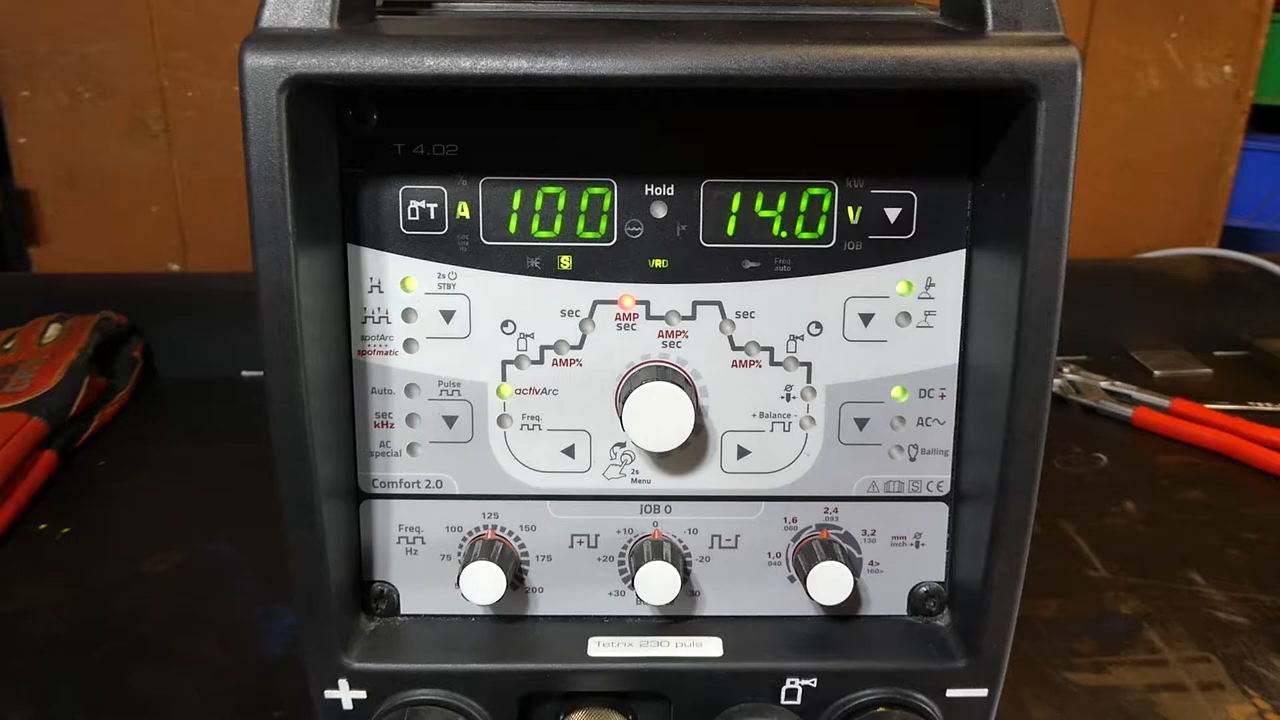 T 4.02
T
A
100
Hold
14.0
kW
V
JOB
S
VRD
Freq.
auto
2s
STBY
spotArc
spotmatic
sec
AMP
sec
AMP%
sec
sec
AMP%
AMP%
Auto.
Pulse
sec
kHz
AC
special
activArc
Freq.
+ Balance -
DC
AC
Balling
2s
Menu
Comfort 2.0
S CE
JOB 0
Freq.
Hz
75
100
125
150
175
200
+30
+20
+10
0
-10
-20
-30
1,0
.040
1,6
.060
2,4
.093
3,2
.130
4>
.160>
mm
inch
Tetrix 230 puls
+
−